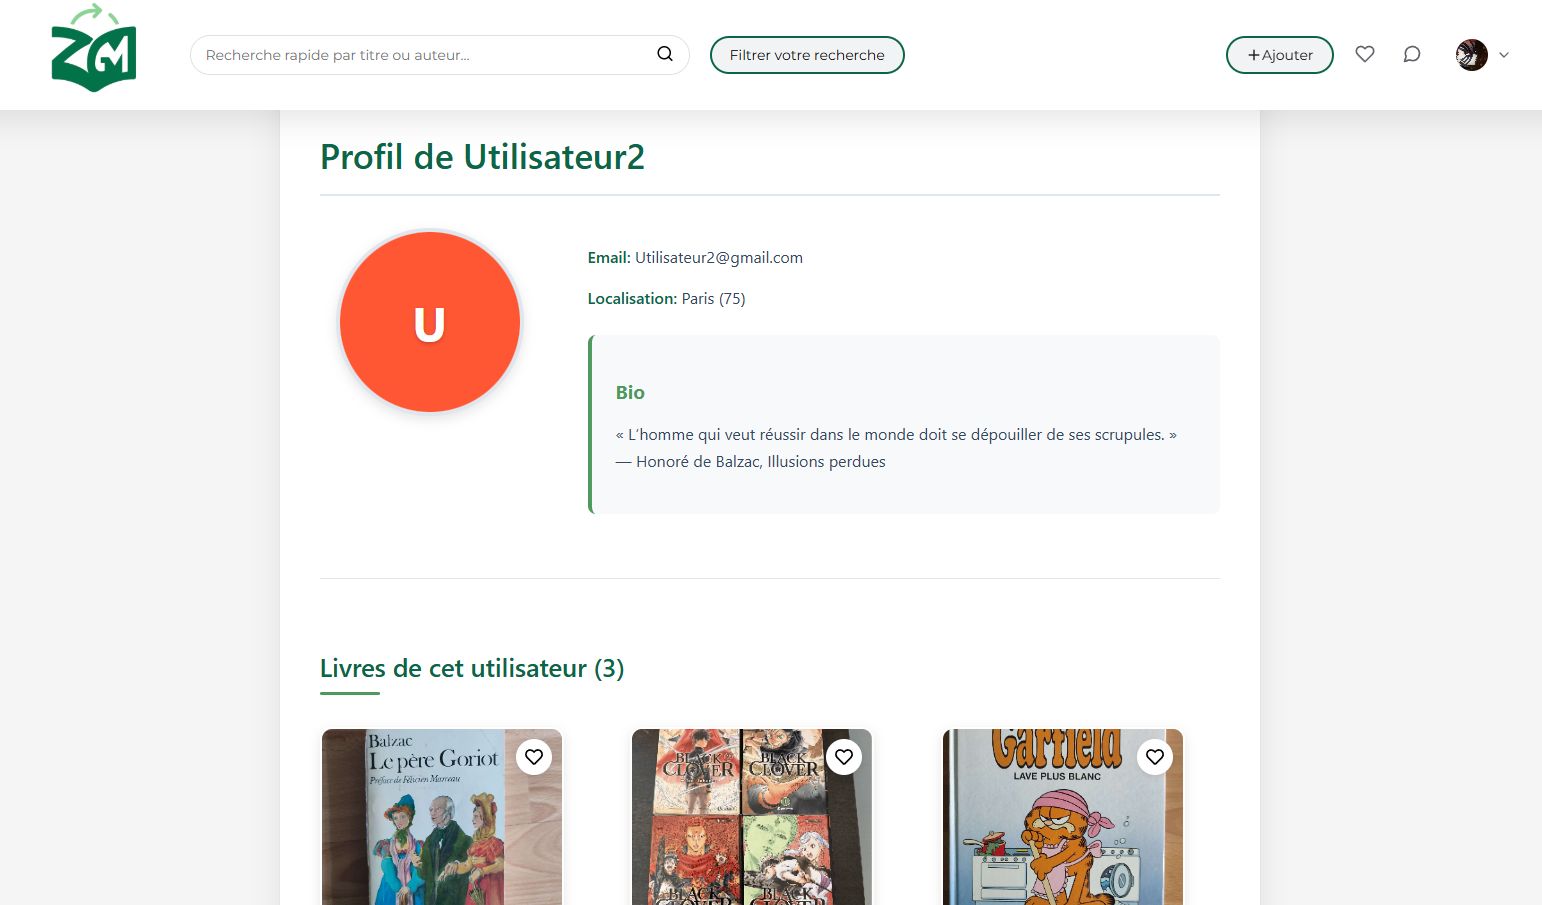 ZGM
Recherche rapide par titre ou auteur...
Filtrer votre recherche
+Ajouter
Profil de Utilisateur2
U
Email: Utilisateur2@gmail.com
Localisation: Paris (75)
Bio
« L'homme qui veut réussir dans le monde doit se dépouiller de ses scrupules. »
— Honoré de Balzac, Illusions perdues
Livres de cet utilisateur (3)
Balzac
Le père Goriot
Préface de Félicien Marceau
BLACK CLOVER
BLACK CLOVER
BLACK
BLACK
Garfield
LAVE PLUS BLANC